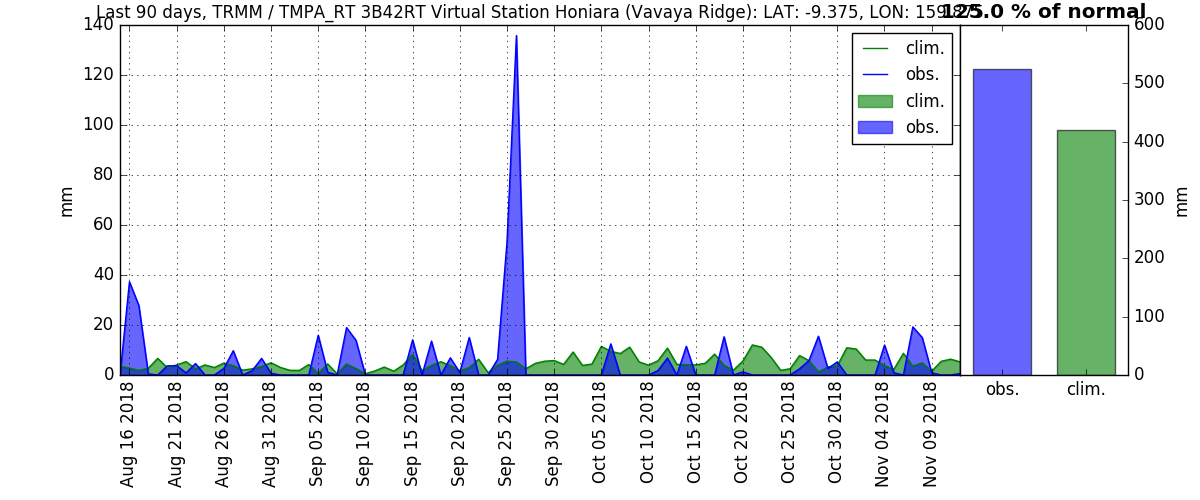 Last 90 days, TRMM / TMPA_RT 3B42RT Virtual Station Honiara (Vavaya Ridge): LAT: -9.375, LON: 159.875
125.0 % of normal
140
120
100
80
60
40
20
0
mm
clim.
obs.
clim.
obs.
600
500
400
300
200
100
0
mm
obs.
clim.
Aug 16 2018
Aug 21 2018
Aug 26 2018
Aug 31 2018
Sep 05 2018
Sep 10 2018
Sep 15 2018
Sep 20 2018
Sep 25 2018
Sep 30 2018
Oct 05 2018
Oct 10 2018
Oct 15 2018
Oct 20 2018
Oct 25 2018
Oct 30 2018
Nov 04 2018
Nov 09 2018